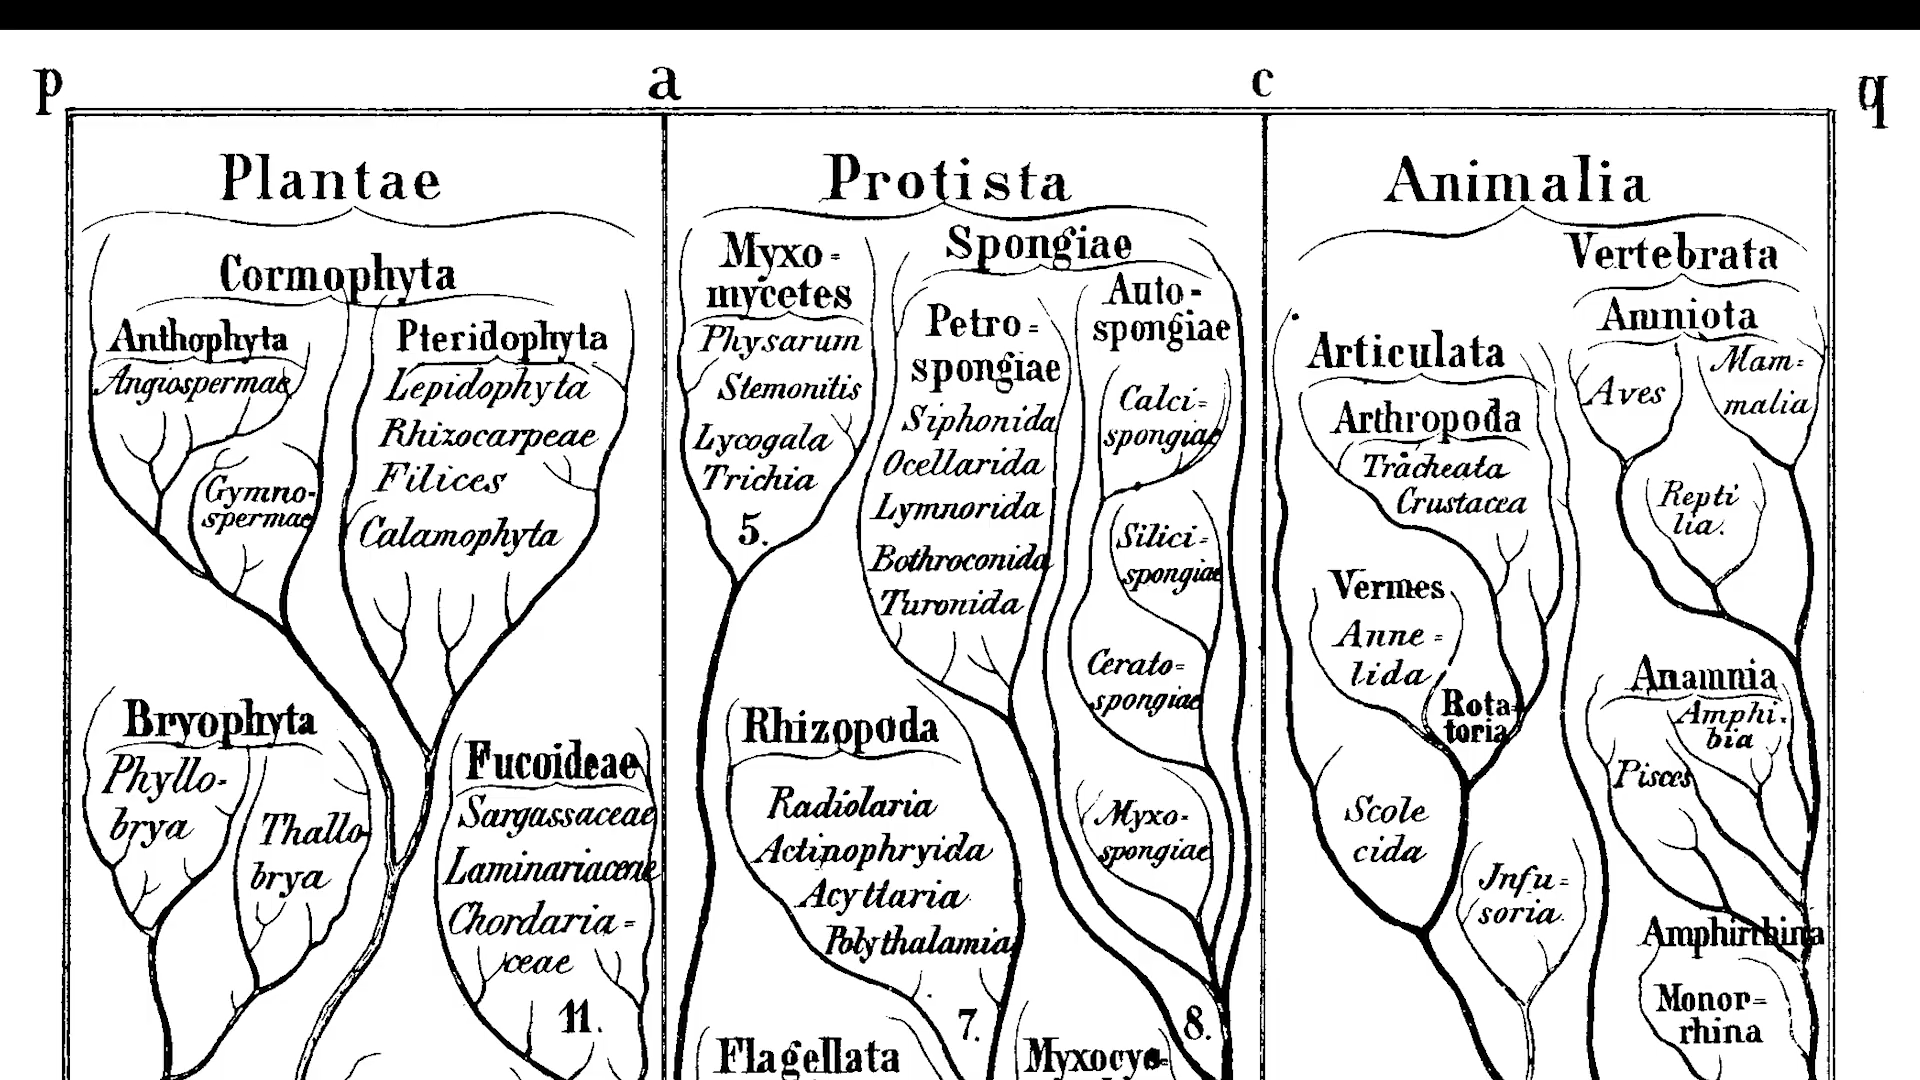 p a c q
Plantae
Cormophyta
Anthophyta
Angiospermae
Gymno-
spermae
Pteridophyta
Lepidophyta
Rhizocarpeae
Filices
Calamophyta
Bryophyta
Phyllo-
brya
Thallo
brya
Fucoideae
Sargassaceae
Laminariaceae
Chordaria=
ceae
11.
Protista
Myxo=
mycetes
Physarum
Stemonitis
Lycogala
Trichia
5.
Spongiae
Petro=
spongiae
Siphonida
Ocellarida
Lymnorida
Bothroconida
Turonida
Auto-
spongiae
Calci=
spongiae
Silici=
spongiae
Cerato=
spongiae
Myxo-
spongiae
8.
Rhizopoda
Radiolaria
Actinophryida
Acyttaria
Polythalamia
7.
Flagellata
Myxocyo=
Animalia
Vertebrata
Amniota
Aves
Mam=
malia
Repti
lia.
Articulata
Arthropoda
Tracheata
Crustacea
Vermes
Anne=
lida
Rota-
toria
Scole
cida
Infu=
soria.
Anamnia
Amphi-
bia
Pisces
Amphirrhina
Monor=
rhina